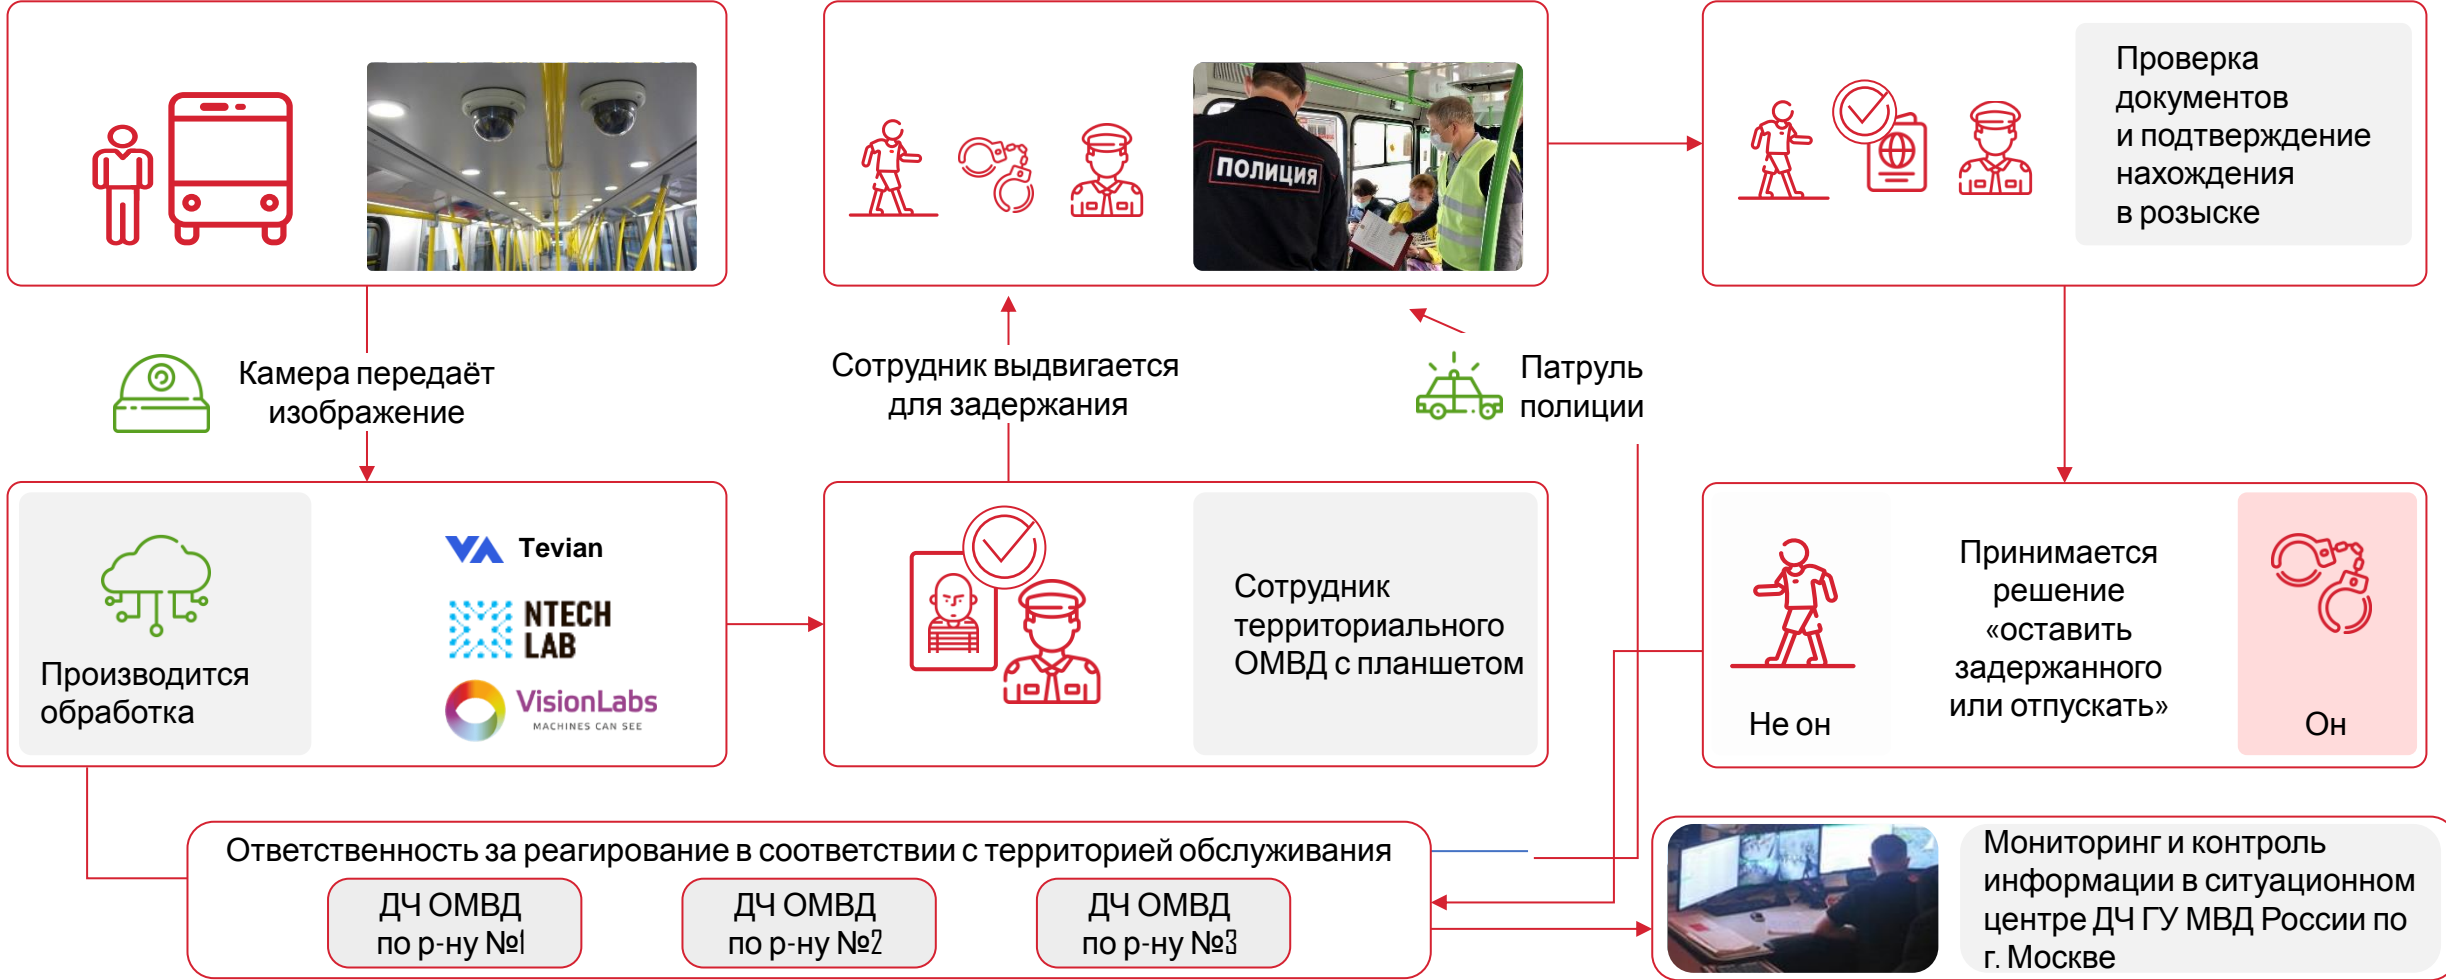 ПОЛИЦИЯ
Проверка
документов
и подтверждение
нахождения
в розыске
Камера передаёт
изображение
Сотрудник выдвигается
для задержания
Патруль
полиции
Производится
обработка
Tevian
NTECH
LAB
VisionLabs
MACHINES CAN SEE
Сотрудник
территориального
ОМВД с планшетом
Не он
Принимается
решение
«оставить
задержанного
или отпускать»
Он
Ответственность за реагирование в соответствии с территорией обслуживания
ДЧ ОМВД
по р-ну №1
ДЧ ОМВД
по р-ну №2
ДЧ ОМВД
по р-ну №3
Мониторинг и контроль
информации в ситуационном
центре ДЧ ГУ МВД России по
г. Москве